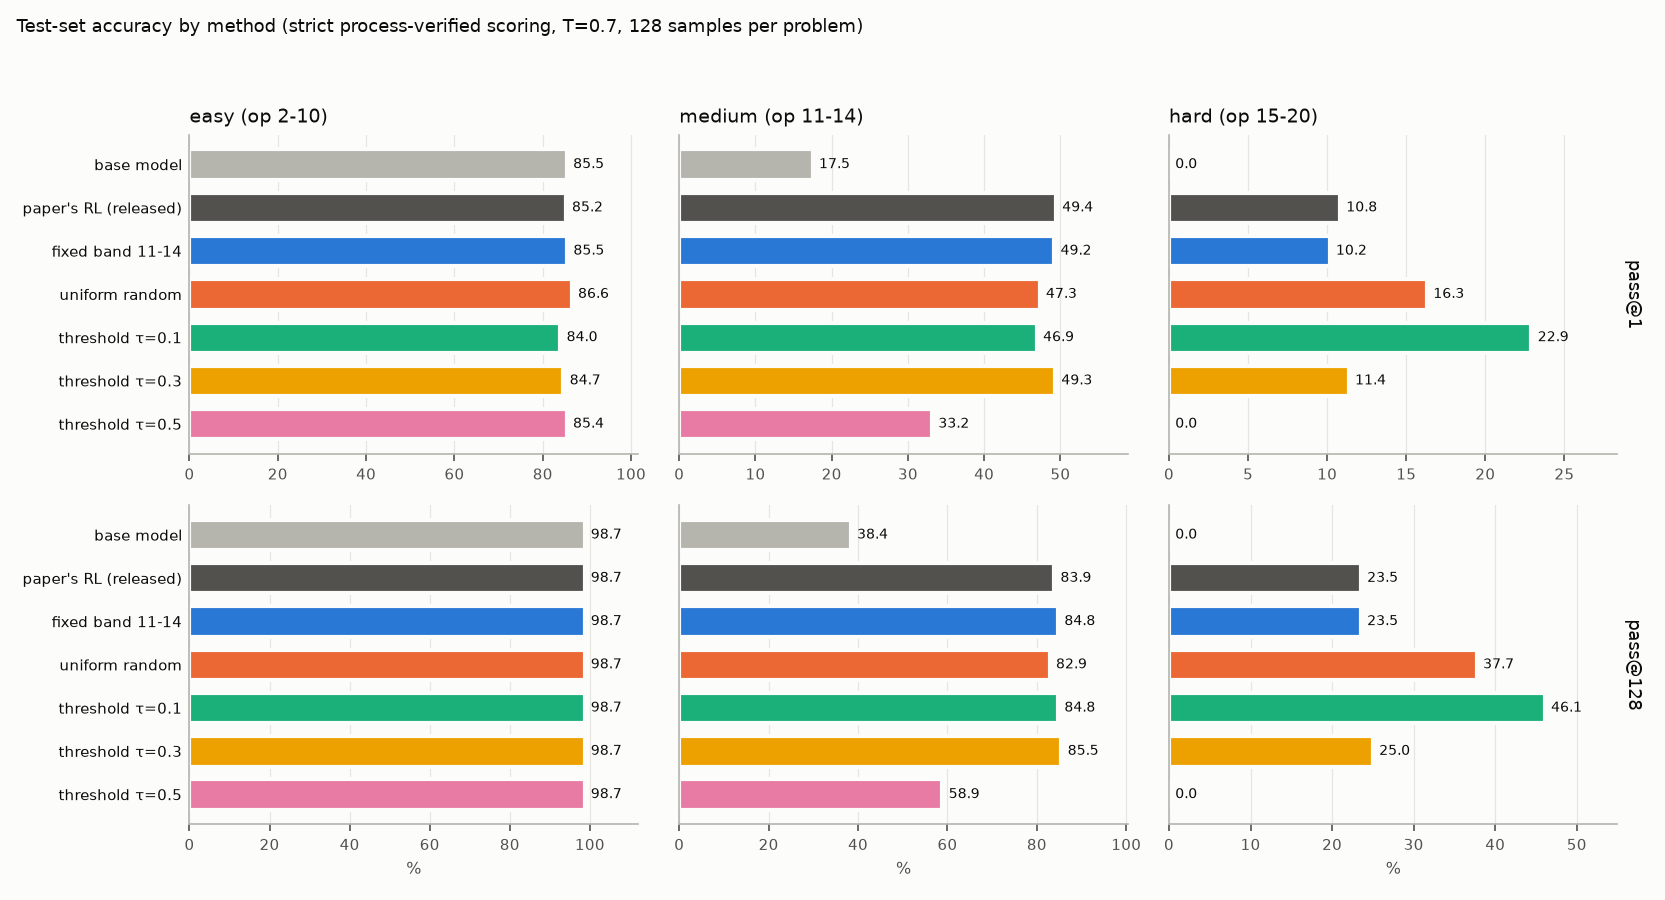 Test-set accuracy by method (strict process-verified scoring, T=0.7, 128 samples per problem)
easy (op 2-10)
base model
paper's RL (released)
fixed band 11-14
uniform random
threshold τ=0.1
threshold τ=0.3
threshold τ=0.5
85.5
85.2
85.5
86.6
84.0
84.7
85.4
0 20 40 60 80 100
medium (op 11-14)
17.5
49.4
49.2
47.3
46.9
49.3
33.2
0 10 20 30 40 50
hard (op 15-20)
0.0
10.8
10.2
16.3
22.9
11.4
0.0
0 5 10 15 20 25
pass@1
base model
paper's RL (released)
fixed band 11-14
uniform random
threshold τ=0.1
threshold τ=0.3
threshold τ=0.5
98.7
98.7
98.7
98.7
98.7
98.7
98.7
0 20 40 60 80 100
%
38.4
83.9
84.8
82.9
84.8
85.5
58.9
0 20 40 60 80 100
%
0.0
23.5
23.5
37.7
46.1
25.0
0.0
0 10 20 30 40 50
%
pass@128